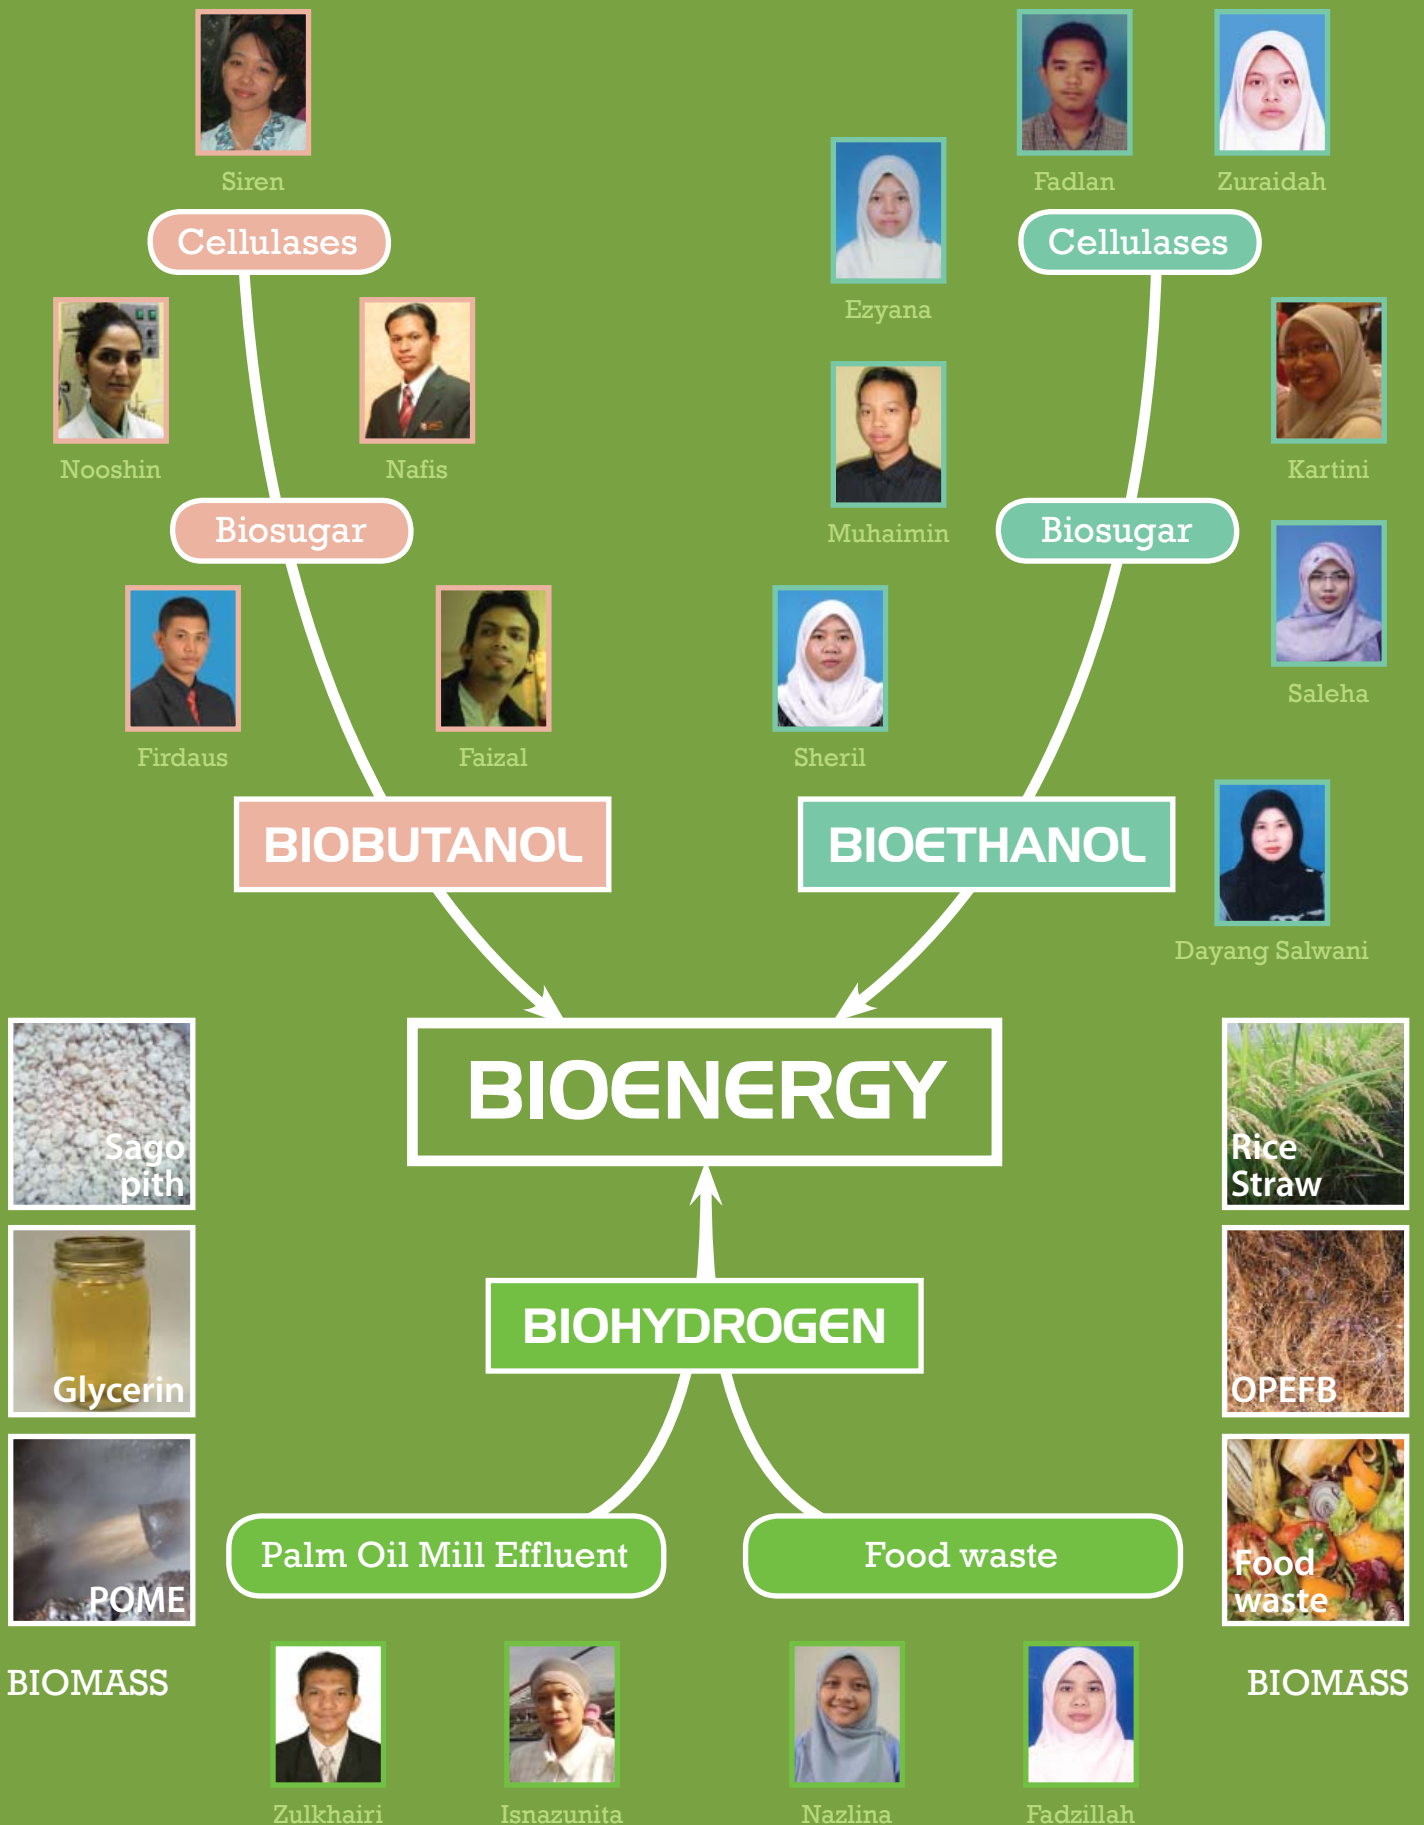 Siren
Fadlan
Zuraidah
Cellulases
Cellulases
Ezyana
Nooshin
Nafis
Kartini
Biosugar
Muhaimin
Biosugar
Saleha
Firdaus
Faizal
Sheril
BIOBUTANOL
BIOETHANOL
Dayang Salwani
BIOENERGY
Sago
pith
Rice
Straw
BIOHYDROGEN
Glycerin
OPEFB
Palm Oil Mill Effluent
Food waste
POME
Food
waste
BIOMASS
BIOMASS
Zulkhairi
Isnazunita
Nazlina
Fadzillah